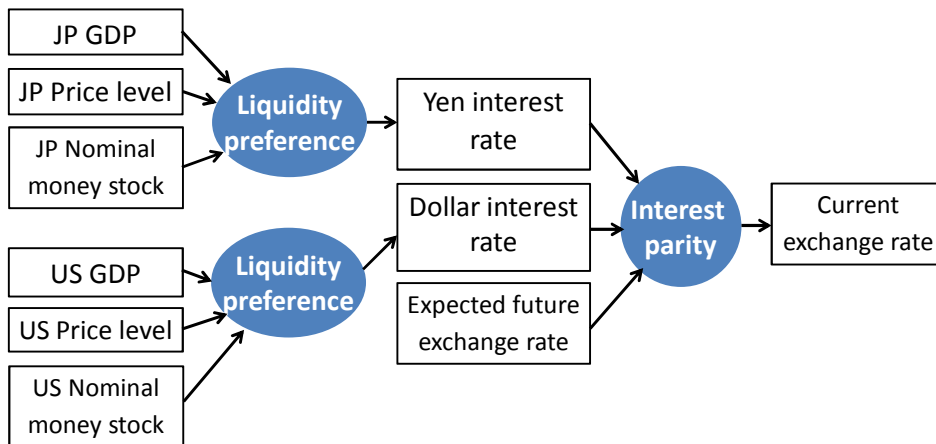 JP GDP
JP Price level
JP Nominal
money stock
Liquidity
preference
Yen interest
rate
US GDP
US Price level
US Nominal
money stock
Liquidity
preference
Dollar interest
rate
Expected future
exchange rate
Interest
parity
Current
exchange rate